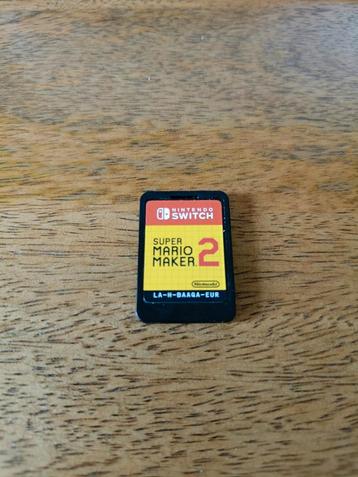 NINTENDO
SWITCH
SUPER
MARIO
MAKER 2
Nintendo
LA-H-BAAQA-EUR